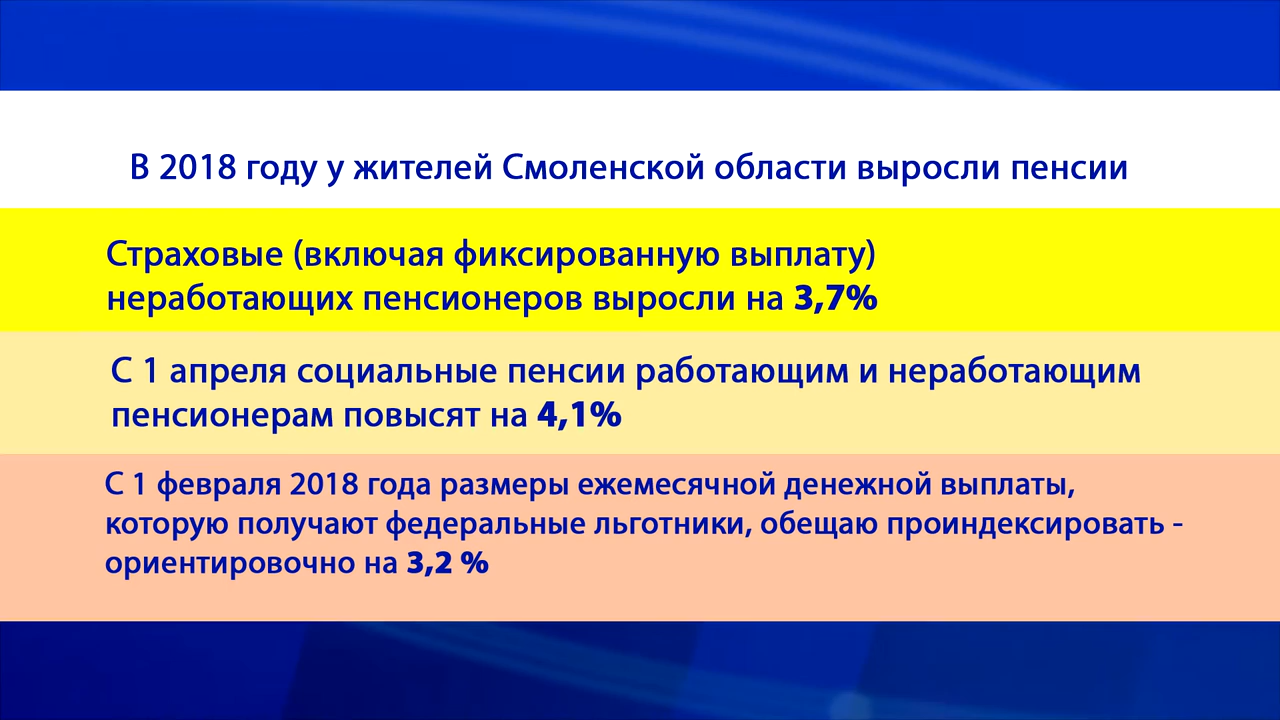 В 2018 году у жителей Смоленской области выросли пенсии
Страховые (включая фиксированную выплату)
неработающих пенсионеров выросли на 3,7%
С 1 апреля социальные пенсии работающим и неработающим
пенсионерам повысят на 4,1%
С 1 февраля 2018 года размеры ежемесячной денежной выплаты,
которую получают федеральные льготники, обещаю проиндексировать -
ориентировочно на 3,2 %